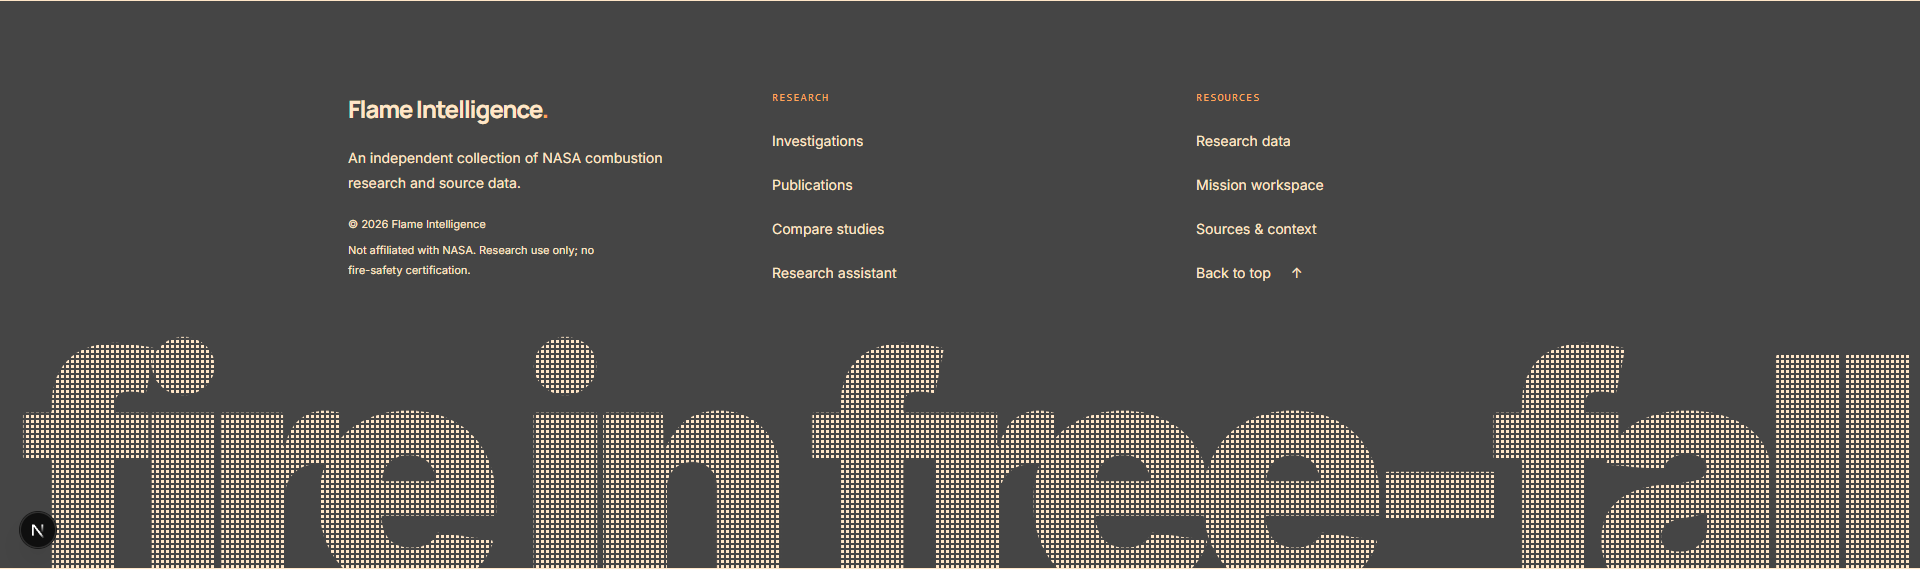 Flame Intelligence.
An independent collection of NASA combustion
research and source data.
© 2026 Flame Intelligence
Not affiliated with NASA. Research use only; no
fire-safety certification.
RESEARCH
Investigations
Publications
Compare studies
Research assistant
RESOURCES
Research data
Mission workspace
Sources & context
Back to top ↑
fire in free-fall
N